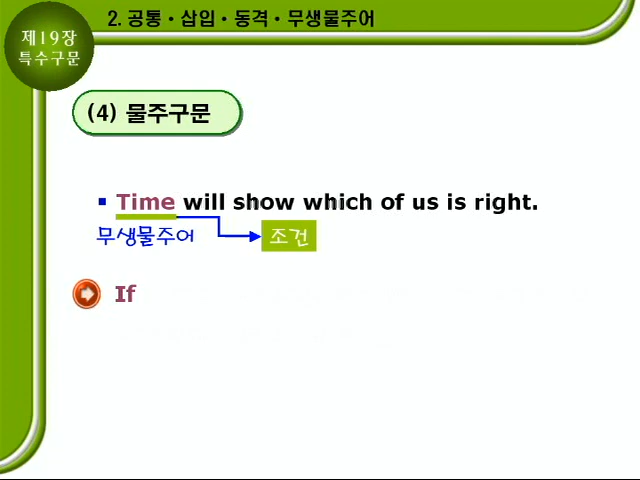 2. 공통 · 삽입 · 동격 · 무생물주어
제19장
특수구문
(4) 물주구문
▪ Time will show which of us is right.
무생물주어 조건
If